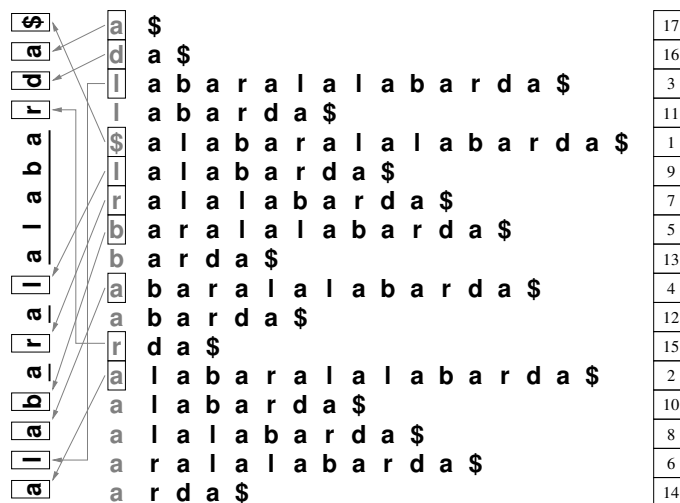 a l a b a r a l a l a b a r d a $
a $ 17
d a $ 16
l a b a r a l a l a b a r d a $ 3
l a b a r d a $ 11
$ a l a b a r a l a l a b a r d a $ 1
l a l a b a r d a $ 9
r a l a l a b a r d a $ 7
b a r a l a l a b a r d a $ 5
b a r d a $ 13
a b a r a l a l a b a r d a $ 4
a b a r d a $ 12
r d a $ 15
a l a b a r a l a l a b a r d a $ 2
a l a b a r d a $ 10
a l a l a b a r d a $ 8
a r a l a l a b a r d a $ 6
a r d a $ 14